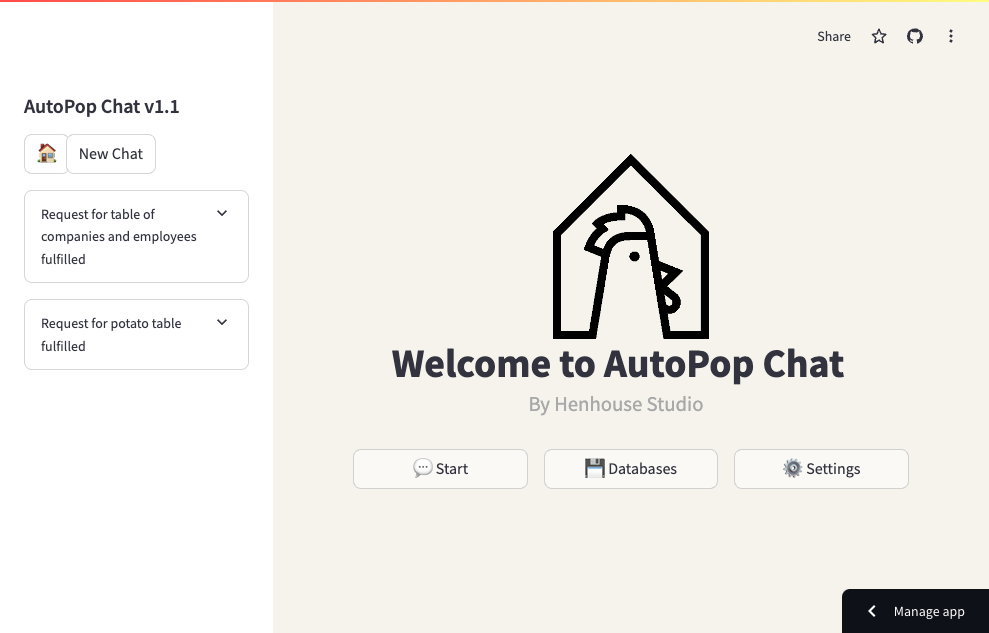 Share
AutoPop Chat v1.1
New Chat
Request for table of
companies and employees
fulfilled
Request for potato table
fulfilled
Welcome to AutoPop Chat
By Henhouse Studio
Start
Databases
Settings
Manage app